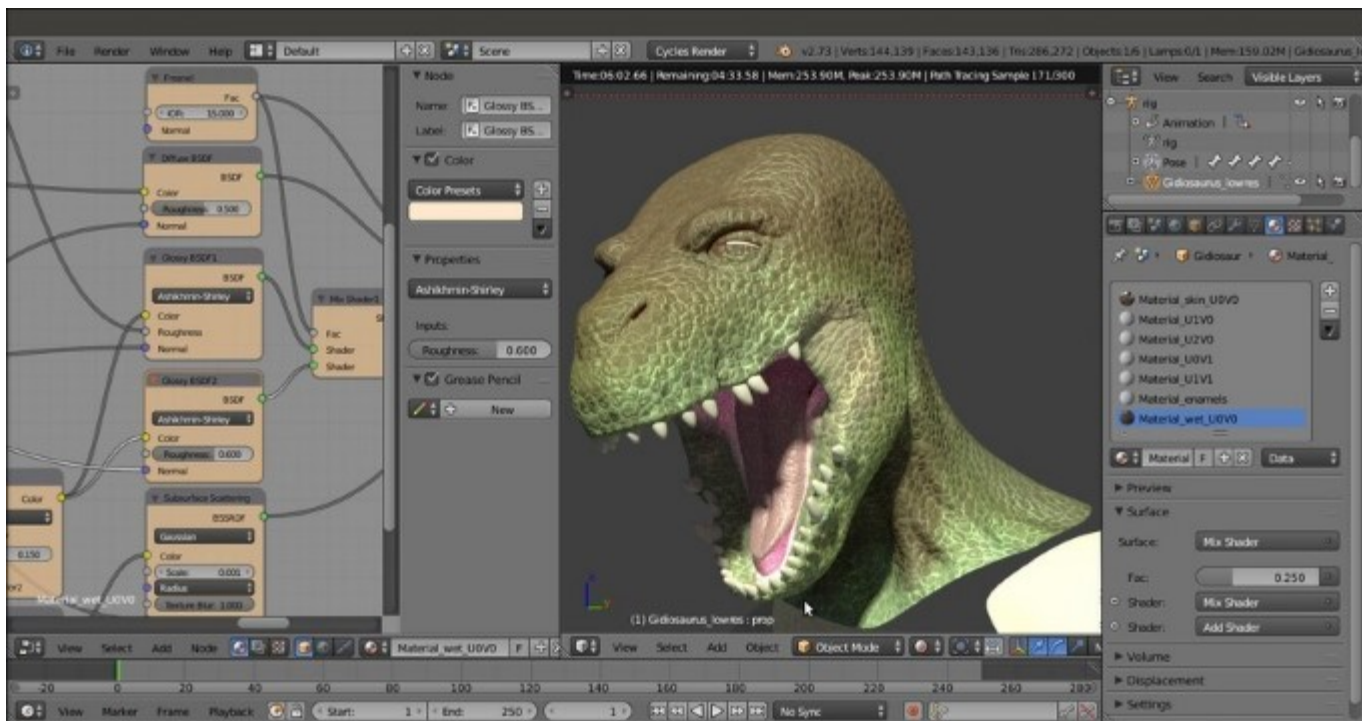 File Render Window Help Default Scene Cycles Render v2.73 | Verts:144,139 | Faces:143,136 | Tris:286,272 | Objects:1/6 | Lamps:0/1 | Mem:159.02M | Gidiosaurus_l
Fresnel
Fac
IOR: 15.000
Normal
Diffuse BSDF
BSDF
Color
Roughness: 0.500
Normal
Glossy BSDF1
BSDF
Ashikhmin-Shirley
Color
Roughness
Normal
Mix Shader1
Fac
Shader
Shader
Glossy BSDF2
BSDF
Ashikhmin-Shirley
Color
Roughness: 0.600
Normal
Color
0.150
Subsurface Scattering
BSSRDF
Gaussian
Color
Scale: 0.001
Radius
Texture Blur: 1.000
Material_wet_U0V0
Node
Name: Glossy BS...
Label: Glossy BS...
Color
Color Presets
Properties
Ashikhmin-Shirley
Inputs:
Roughness: 0.600
Grease Pencil
New
Time:06:02.66 | Remaining:04:33.58 | Mem:253.90M, Peak:253.90M | Path Tracing Sample 171/300
(1) Gidiosaurus_lowres : prop
View Search Visible Layers
rig
Animation
rig
Pose
Gidiosaurus_lowres
Gidiosaur Material_
Material_skin_U0V0
Material_U1V0
Material_U2V0
Material_U0V1
Material_U1V1
Material_enamels
Material_wet_U0V0
Material F Data
Preview
Surface
Surface: Mix Shader
Fac: 0.250
Shader: Mix Shader
Shader: Add Shader
Volume
Displacement
Settings
View Select Add Node Material_wet_U0V0 F
View Select Add Object Object Mode
-20 0 20 40 60 80 100 120 140 160 180 200 220 240 260 280
View Marker Frame Playback Start: 1 End: 250 1 No Sync